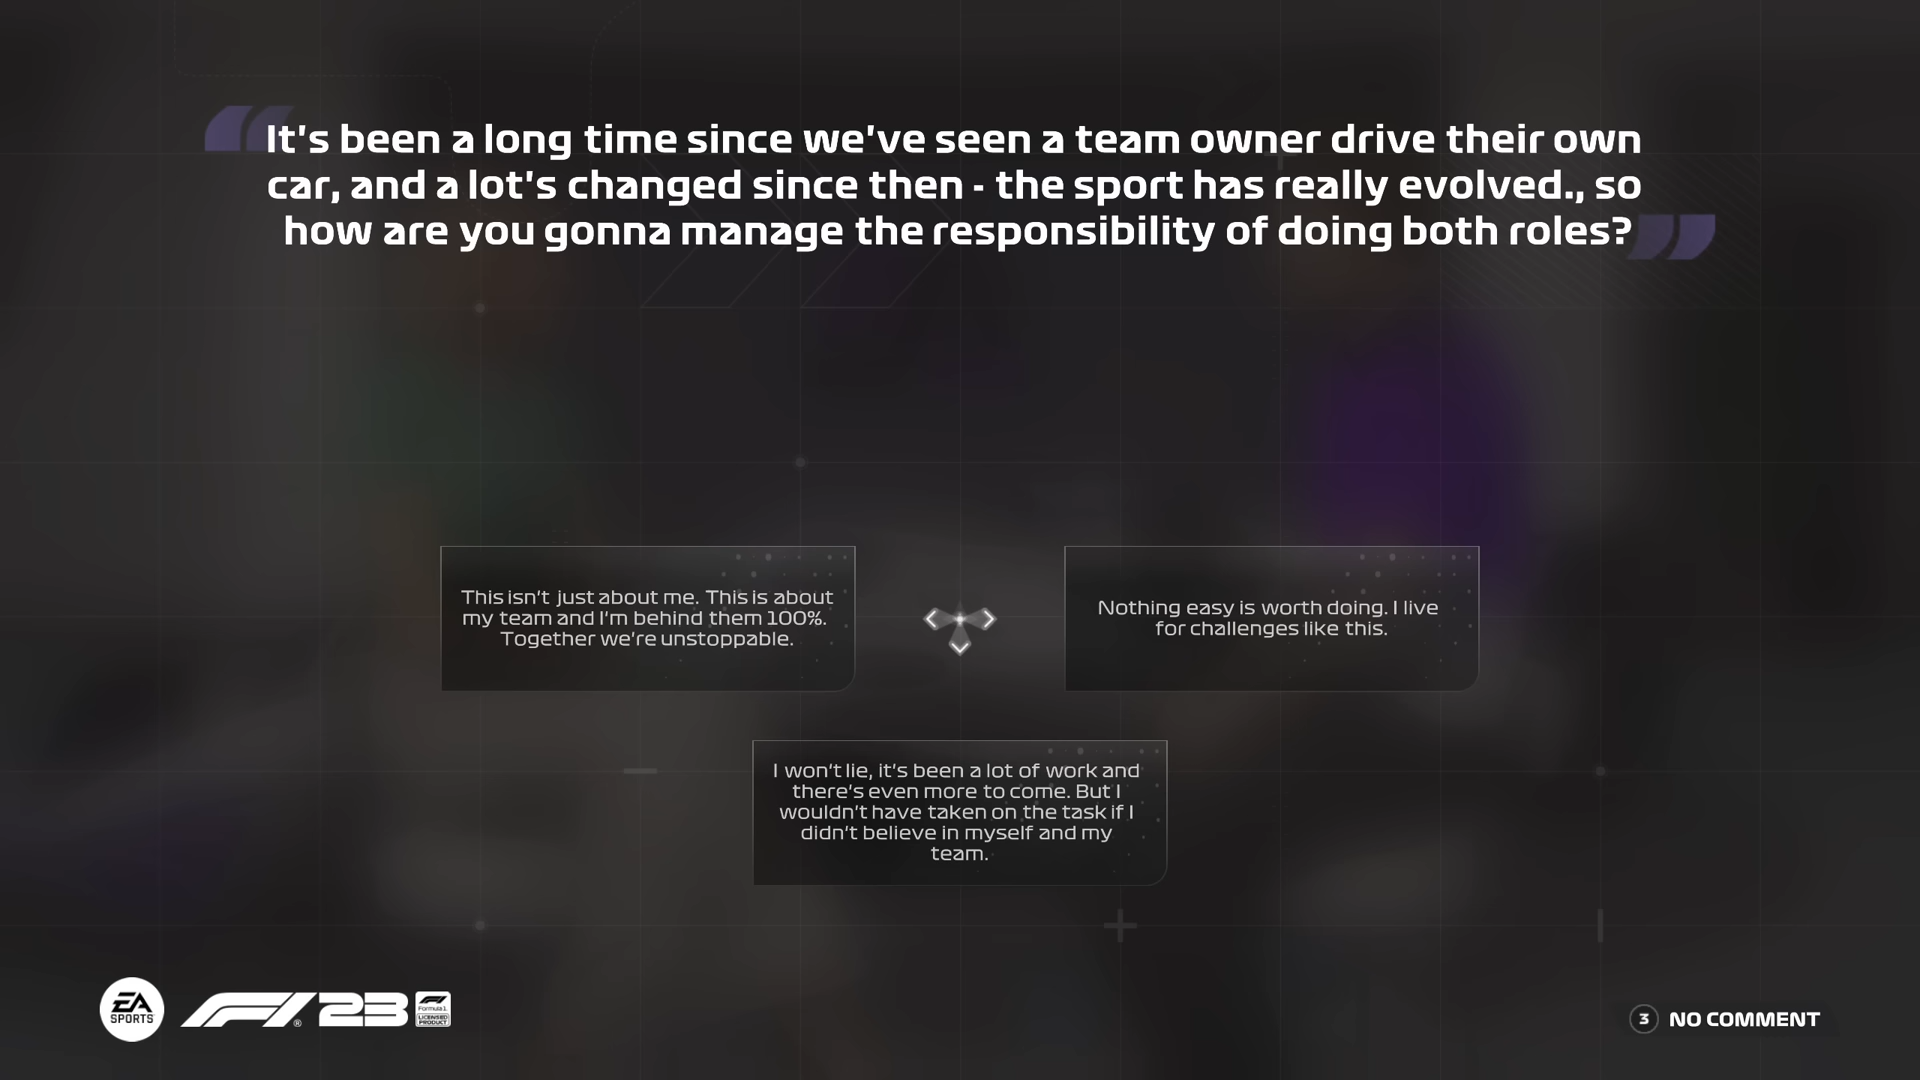 It's been a long time since we've seen a team owner drive their own
car, and a lot's changed since then - the sport has really evolved., so
how are you gonna manage the responsibility of doing both roles?
This isn't just about me. This is about
my team and I'm behind them 100%.
Together we're unstoppable.
Nothing easy is worth doing. I live
for challenges like this.
I won't lie, it's been a lot of work and
there's even more to come. But I
wouldn't have taken on the task if I
didn't believe in myself and my
team.
EA
SPORTS
F1® 23
F1
Formula 1
LICENSED
PRODUCT
3 NO COMMENT